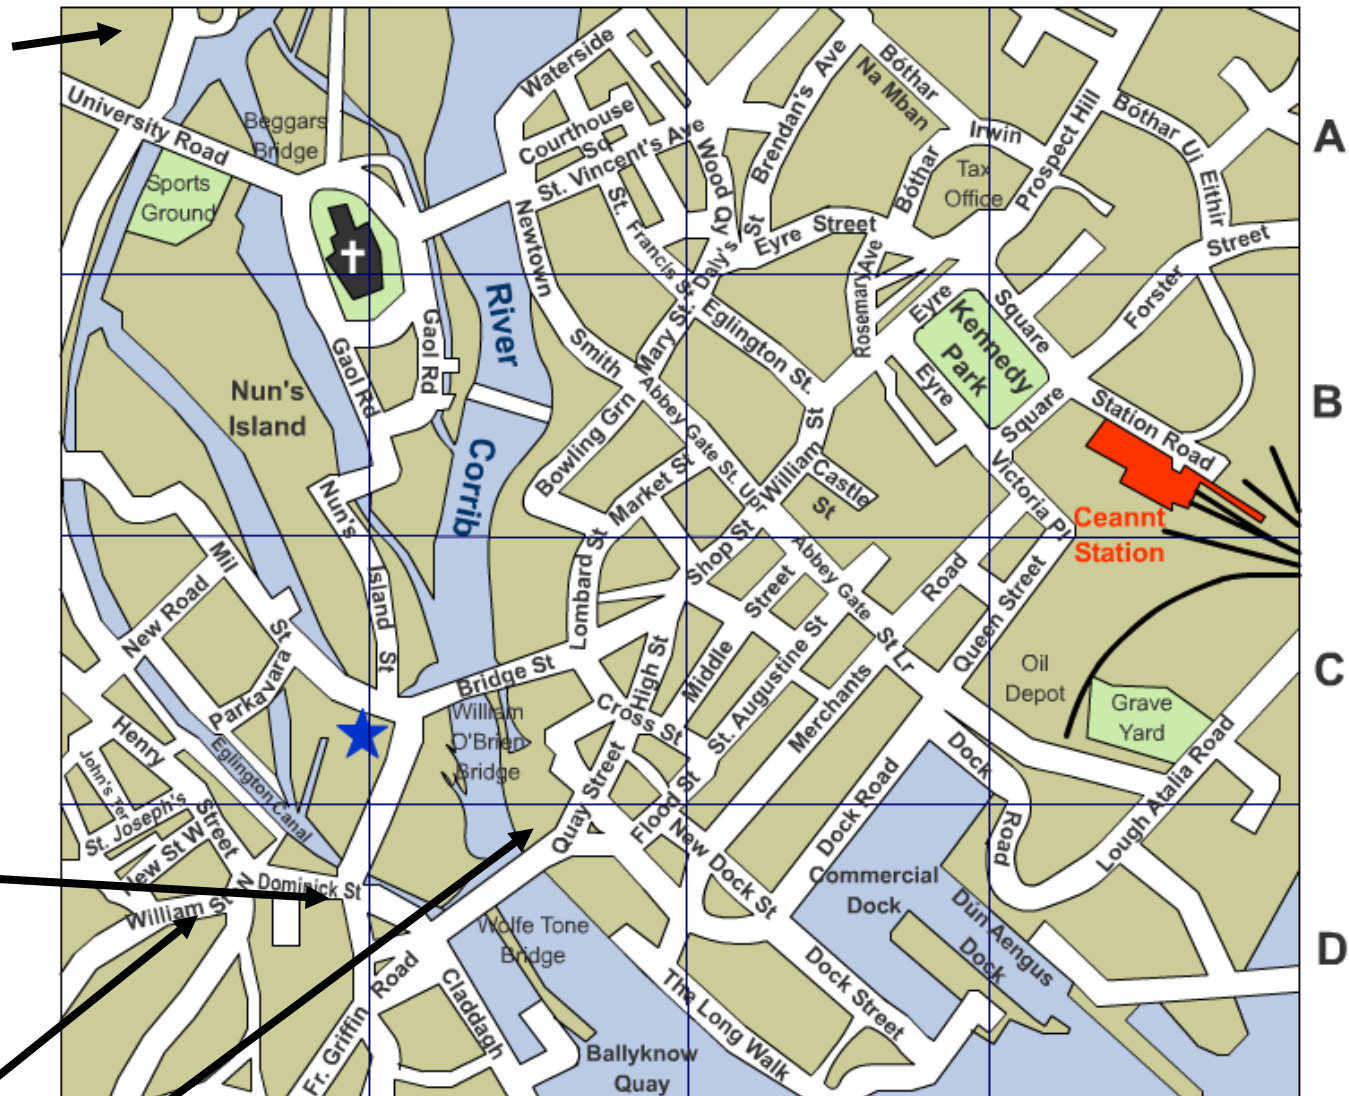 Waterside
Bóthar
Na Mban
University Road
Beggars
Bridge
Courthouse
Sq
St. Vincent's Ave
Wood Qy
Brendan's Ave
St
Irwin
Prospect Hill
Bóthar Ui
Eithir
A
Sports
Ground
Tax
Office
Bóthar
St. Francis St
Newtown
Daly's
Eyre Street
Rosemary Ave
Street
Forster
River
Gaol Rd
Gaol Rd
Smith
Mary St.
Eglington St.
Eyre
Square
Kennedy
Park
Eyre
Square
Nun's
Island
Station Road
B
Bowling Grn
Abbey Gate St. Upr
William St
Castle
St
Corrib
Market St
Victoria Pl
Nun's
Island
St
Ceannt
Station
Lombard St
Shop St
Abbey Gate St Lr
Road
Queen Street
Mil
St
New Road
Parkavara
Bridge St
High St
Middle
Street
St. Augustine St
Merchants
Oil
Depot
C
Grave
Yard
William
O'Brien
Bridge
Cross St
Henry
Street
John's Ter
Eglington Canal
Quay Street
Flood St
Dock
Road
Dock Road
Lough Atalia Road
St. Joseph's
New St W
Dominick St
William St W
New Dock St
Commercial
Dock
Dún Aengus
Dock
D
Wolfe Tone
Bridge
Fr. Griffin
Road
Claddagh
The Long Walk
Dock Street
Ballyknow
Quay